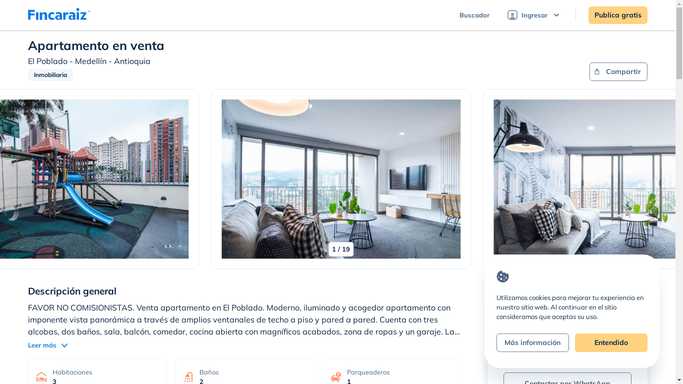 Fincaraiz
Buscador
Ingresar
Publica gratis
Apartamento en venta
El Poblado - Medellín - Antioquia
Inmobiliaria
Compartir
1 / 19
Descripción general
FAVOR NO COMISIONISTAS. Venta apartamento en El Poblado. Moderno, iluminado y acogedor apartamento con
imponente vista panorámica a través de amplios ventanales de techo a piso y pared a pared. Cuenta con tres
alcobas, dos baños, sala, balcón, comedor, cocina abierta con magníficos acabados, zona de ropas y un garaje. La...
Leer más
Habitaciones
3
Baños
2
Parqueaderos
1
Utilizamos cookies para mejorar tu experiencia en
nuestro sitio web. Al continuar en el sitio
consideramos que aceptas su uso.
Más información
Entendido
Contactar por WhatsApp